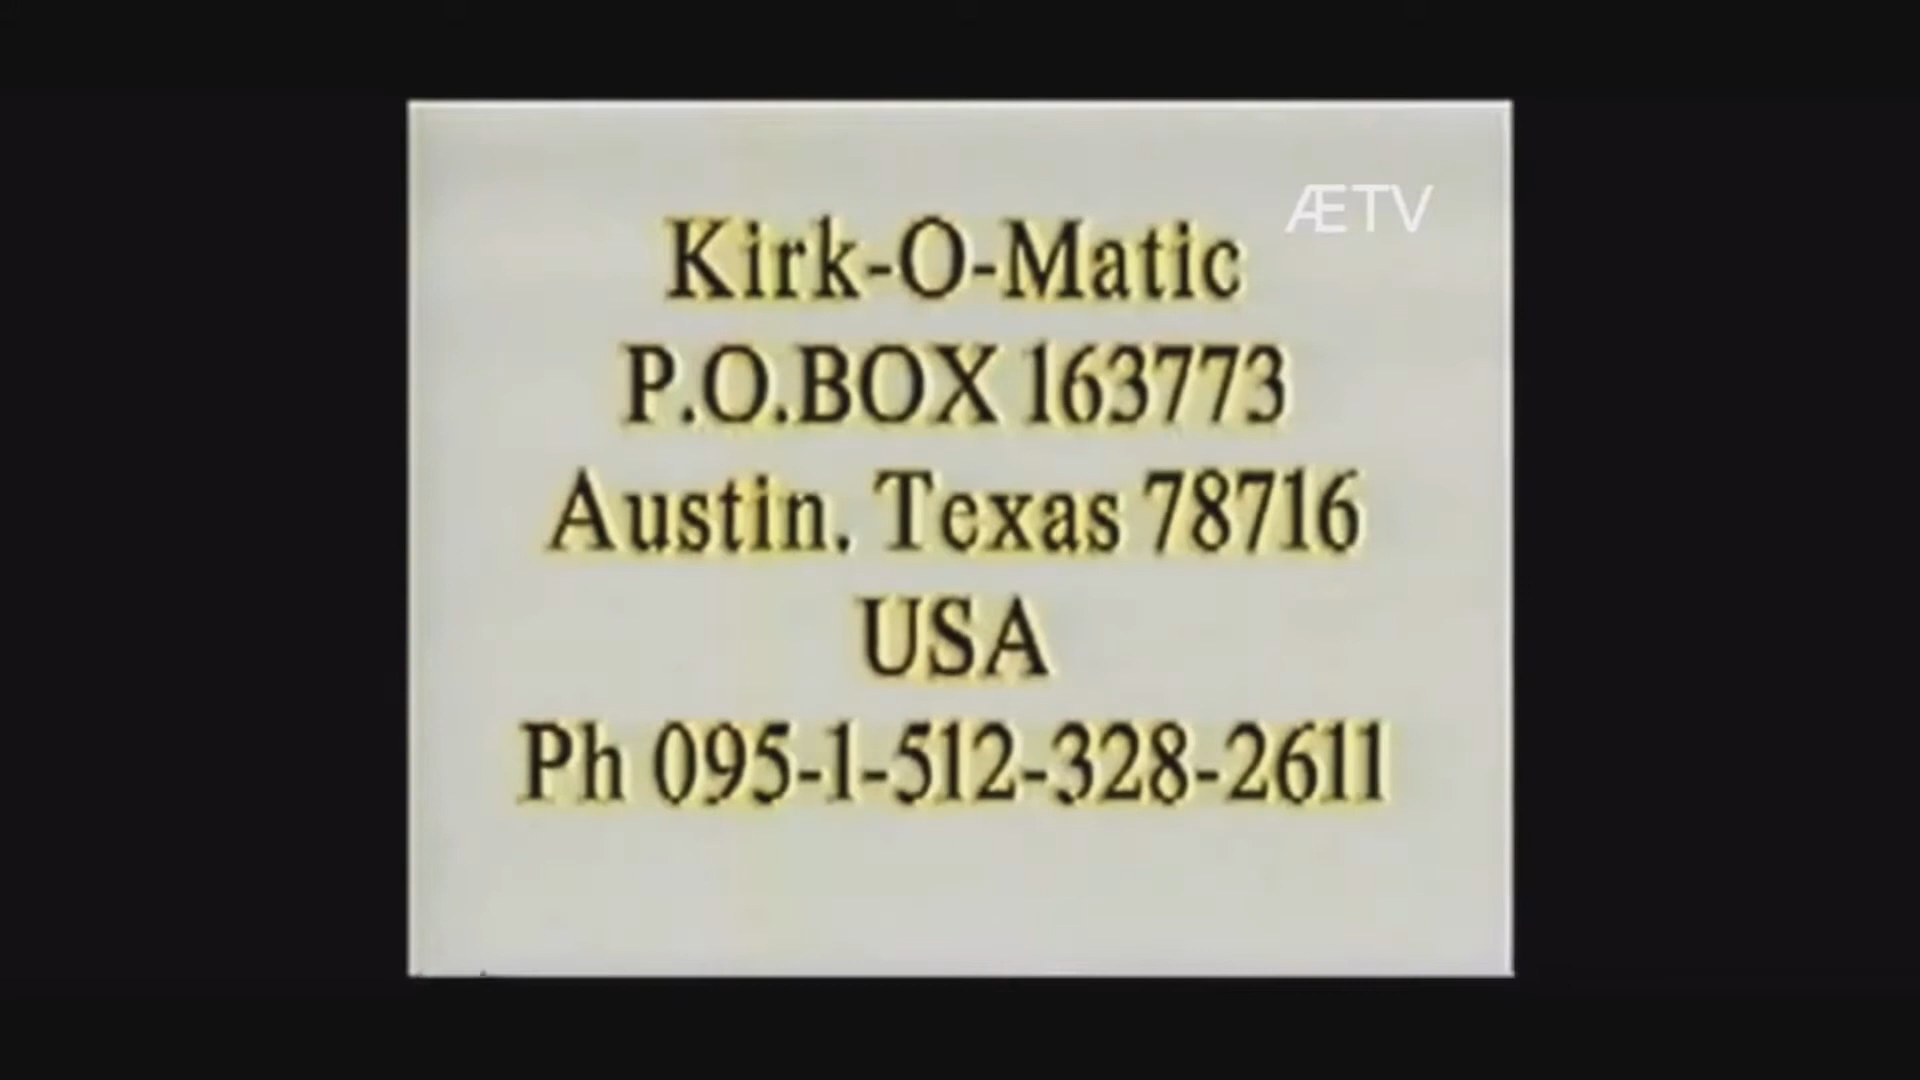 ÆTV
Kirk-O-Matic
P.O.BOX 163773
Austin. Texas 78716
USA
Ph 095-1-512-328-2611